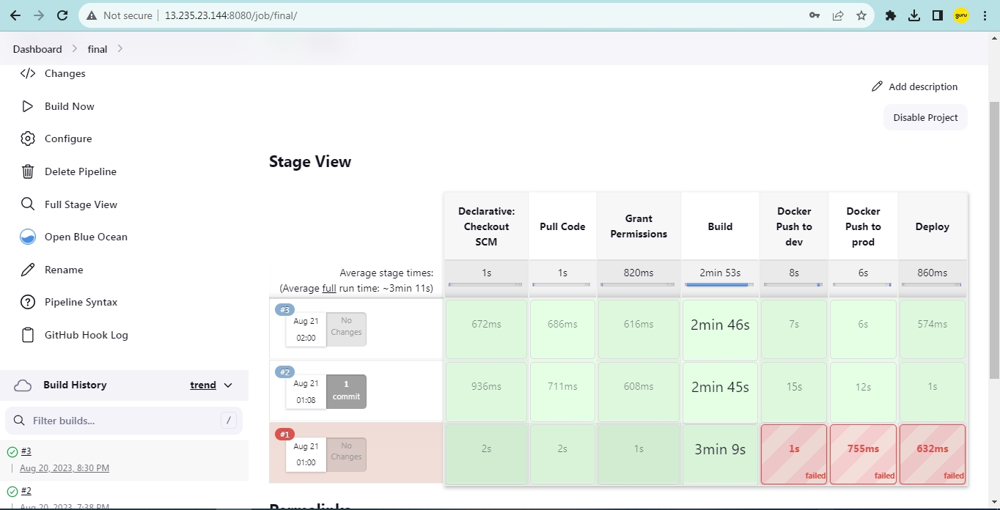 Not secure
13.235.23.144:8080/job/final/
guru
Dashboard
final
Changes
Build Now
Configure
Delete Pipeline
Full Stage View
Open Blue Ocean
Rename
Pipeline Syntax
GitHub Hook Log
Build History
trend
Filter builds...
/
#3
Aug 20, 2023, 8:30 PM
#2
Aug 20, 2023, 7:38 PM
Add description
Disable Project
Stage View
Declarative:
Checkout
SCM
Pull Code
Grant
Permissions
Build
Docker
Push to
dev
Docker
Push to
prod
Deploy
Average stage times:
(Average full run time: ~3min 11s)
1s
1s
820ms
2min 53s
8s
6s
860ms
#3
Aug 21
02:00
No
Changes
672ms
686ms
616ms
2min 46s
7s
6s
574ms
#2
Aug 21
01:08
1
commit
936ms
711ms
608ms
2min 45s
15s
12s
1s
#1
Aug 21
01:00
No
Changes
2s
2s
1s
3min 9s
1s
failed
755ms
failed
632ms
failed
Permalinks